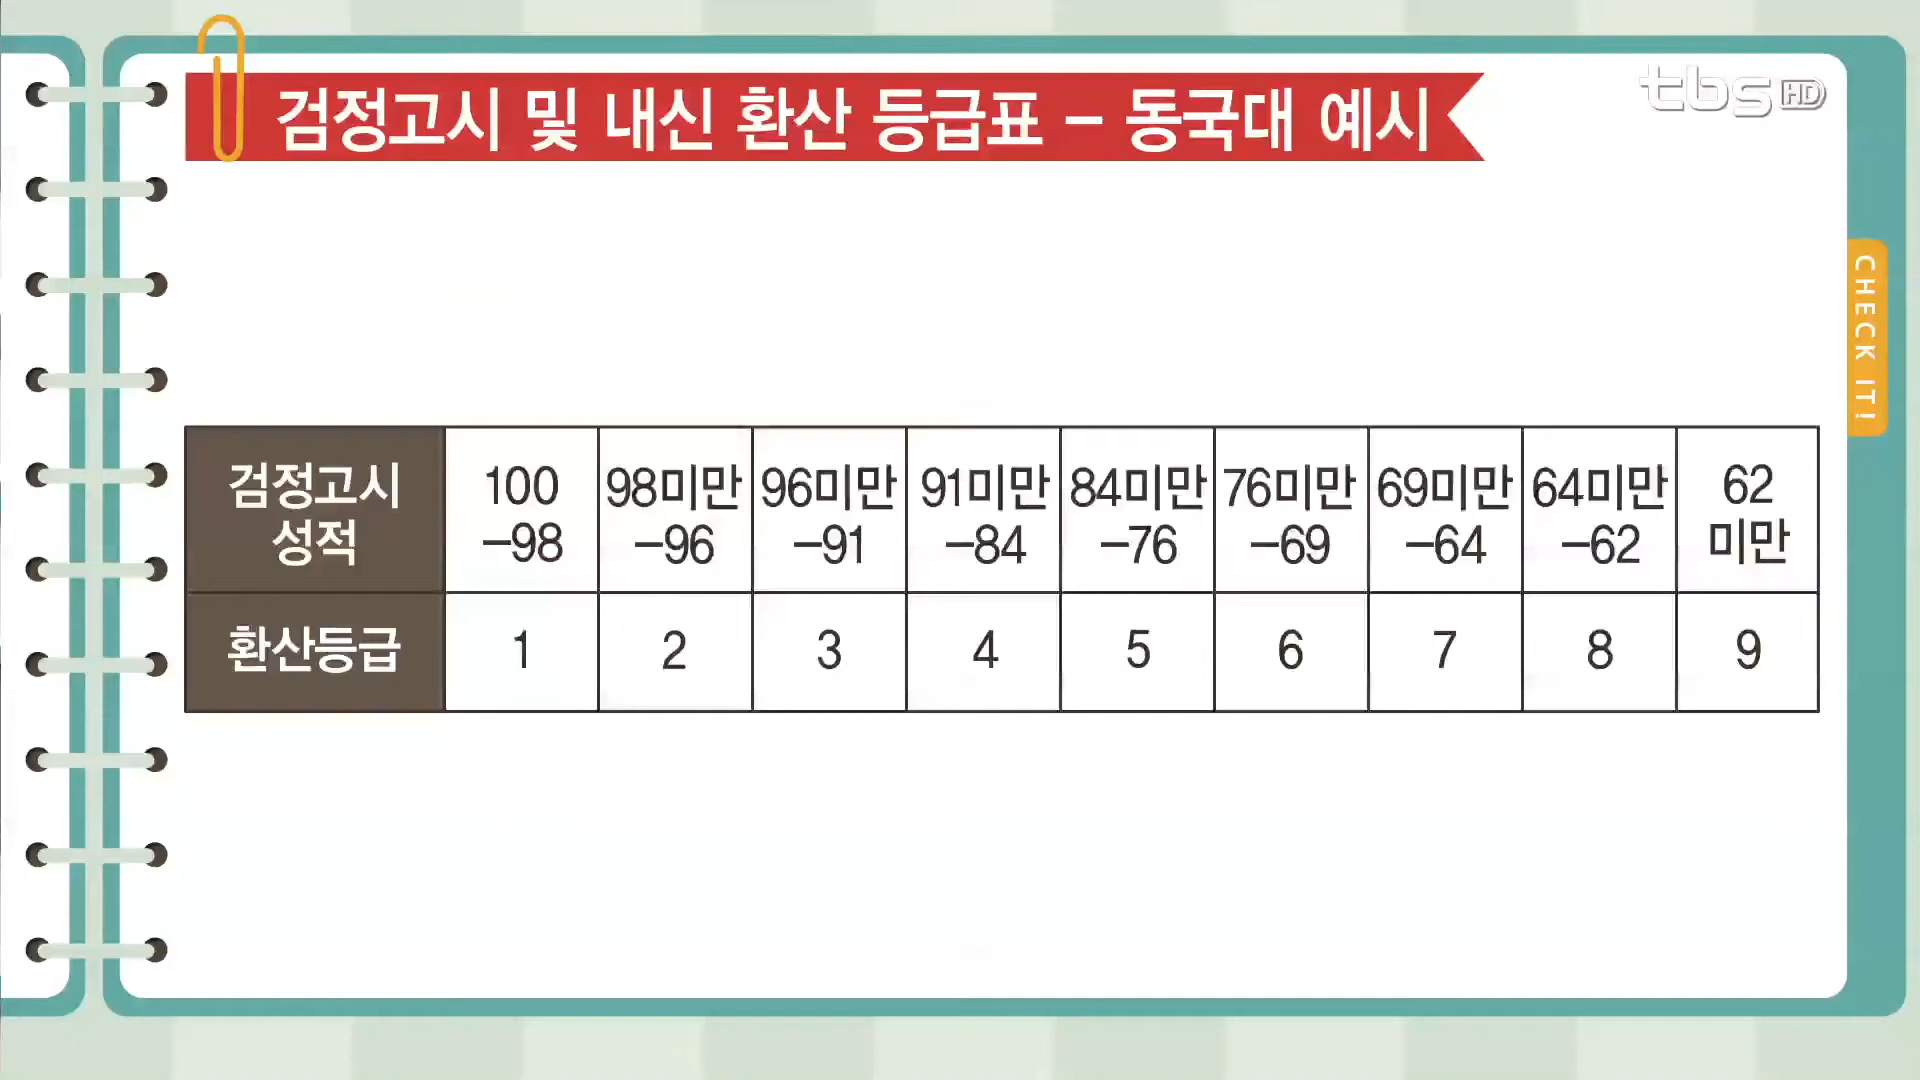 검정고시 및 내신 환산 등급표 - 동국대 예시
tbs HD
CHECK IT!
검정고시 성적 100 -98 98미만 -96 96미만 -91 91미만 -84 84미만 -76 76미만 -69 69미만 -64 64미만 -62 62 미만
환산등급 1 2 3 4 5 6 7 8 9